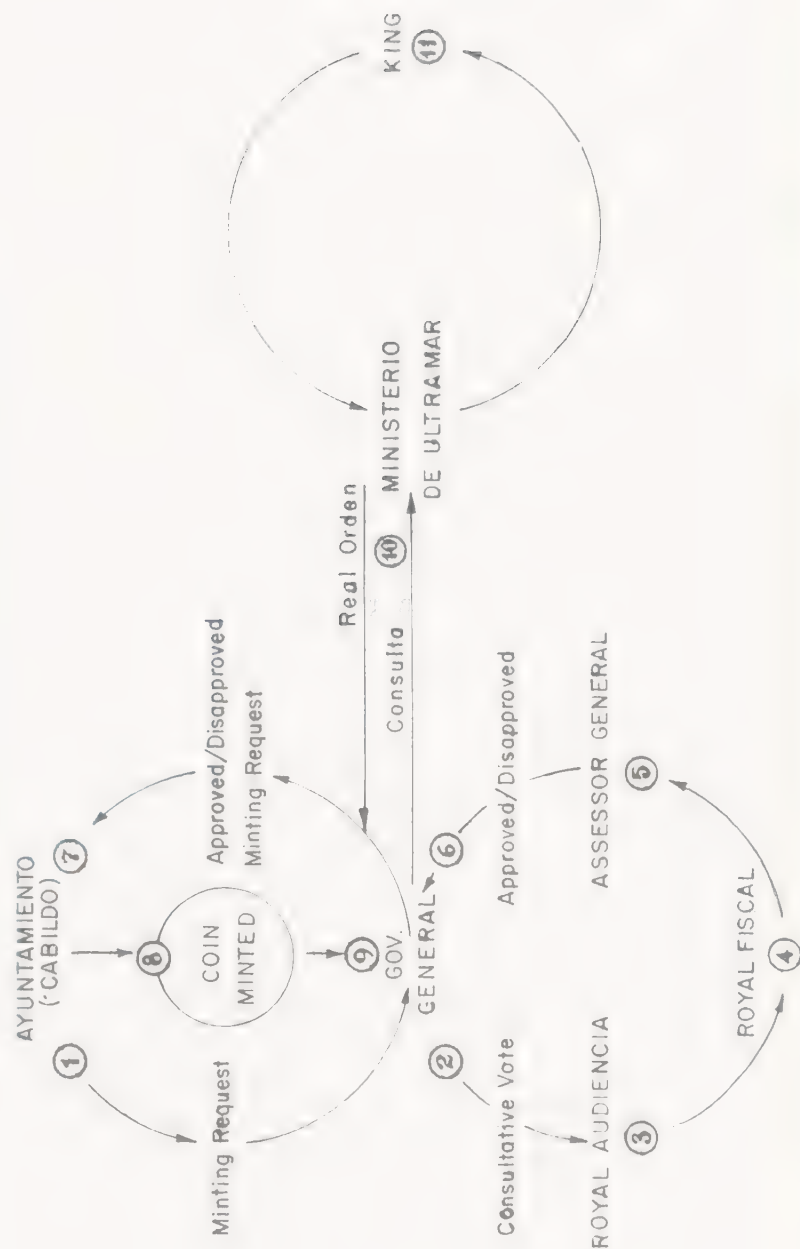 AYUNTAMIENTO
(CABILDO)
1
7
Minting Request
8
COIN
MINTED
9
Approved/Disapproved
Minting Request
GOV.
GENERAL
2
6
Consultative Vote
Approved/Disapproved
ROYAL AUDIENCIA
3
ASSESSOR GENERAL
5
ROYAL FISCAL
4
Real Orden
10
Consulta
MINISTERIO
DE ULTRAMAR
KING
11